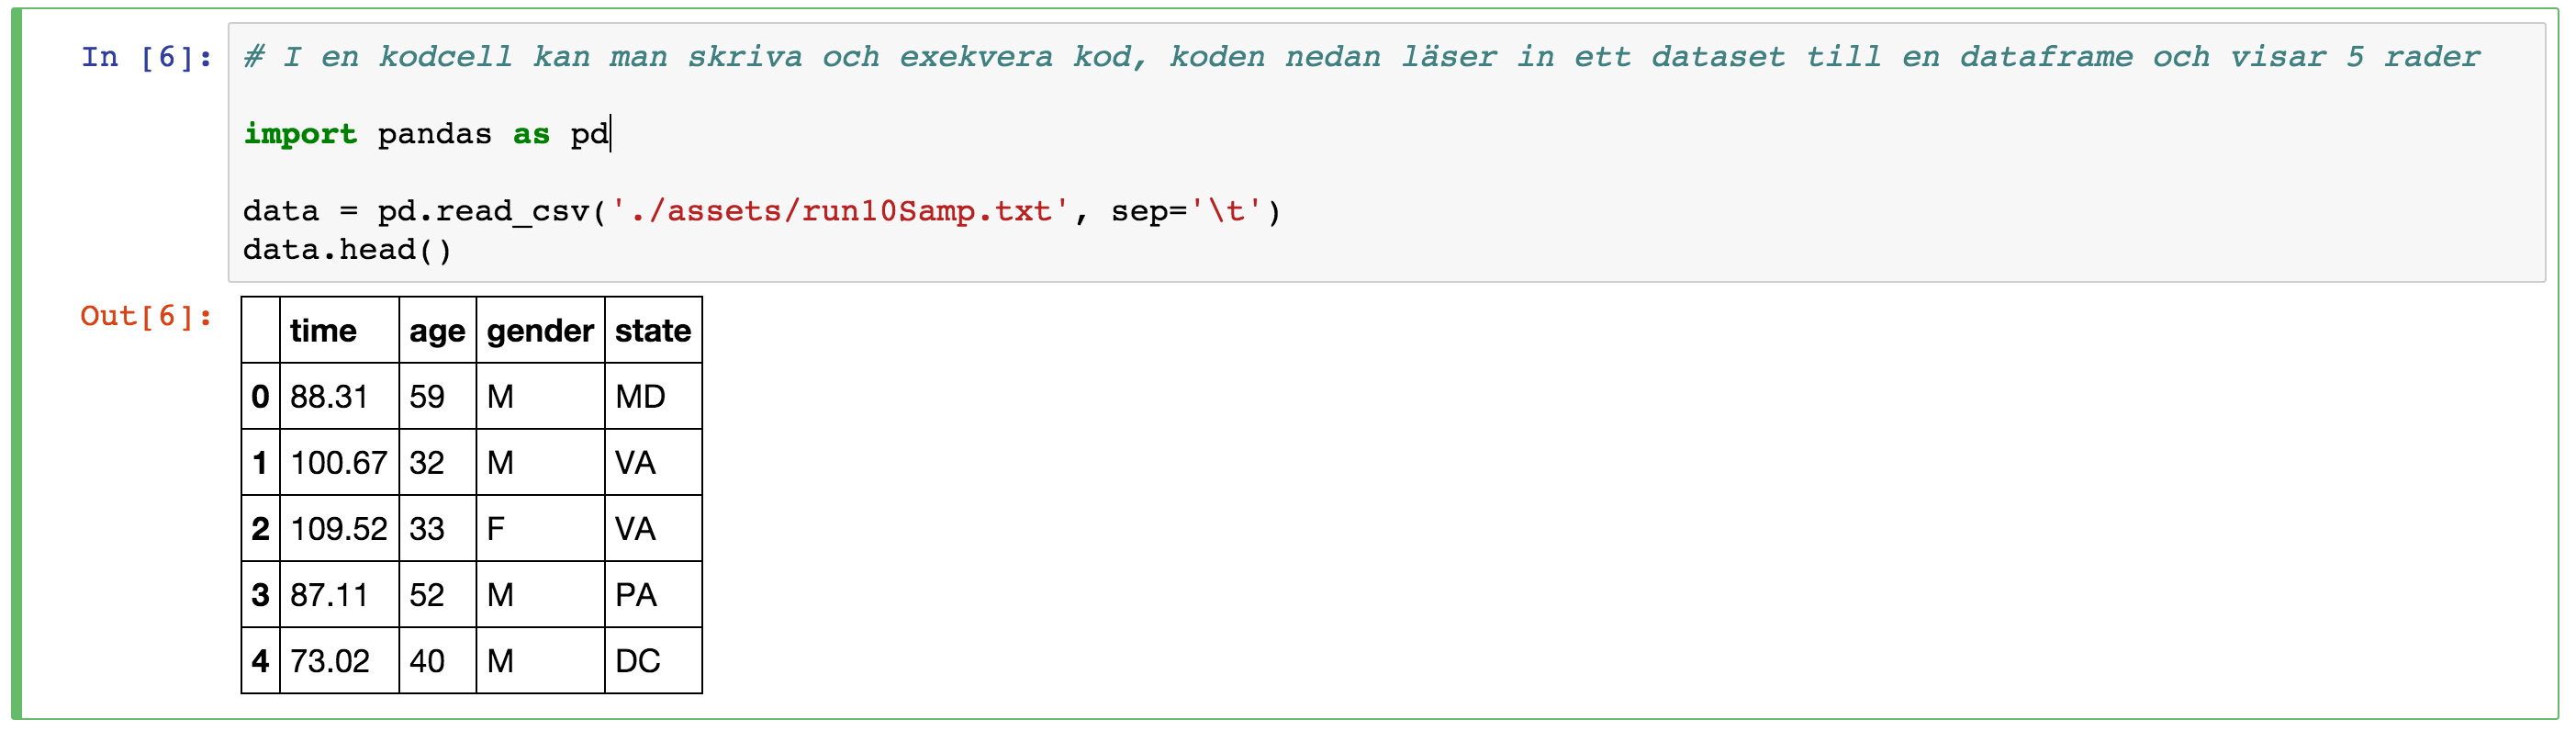 In [6]: # I en kodcell kan man skriva och exekvera kod, koden nedan läser in ett dataset till en dataframe och visar 5 rader
import pandas as pd
data = pd.read_csv('./assets/run10Samp.txt', sep='\t')
data.head()
Out[6]:
time age gender state
0 88.31 59 M MD
1 100.67 32 M VA
2 109.52 33 F VA
3 87.11 52 M PA
4 73.02 40 M DC